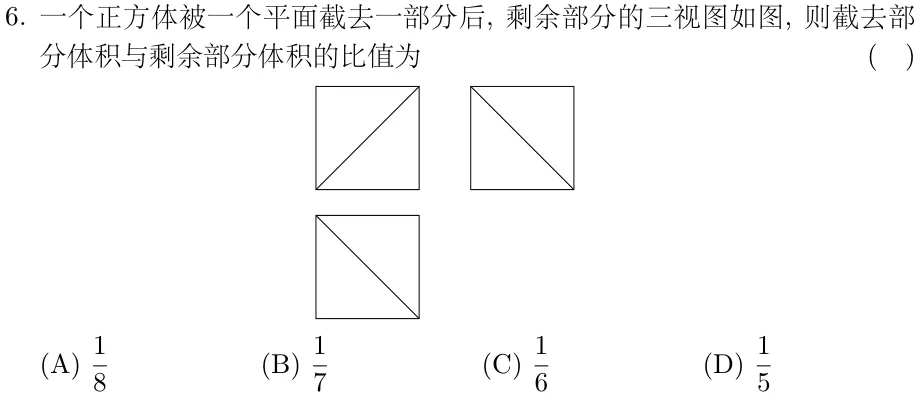 6. 一个正方体被一个平面截去一部分后, 剩余部分的三视图如图, 则截去部
分体积与剩余部分体积的比值为 ( )
(A) 1/8 (B) 1/7 (C) 1/6 (D) 1/5